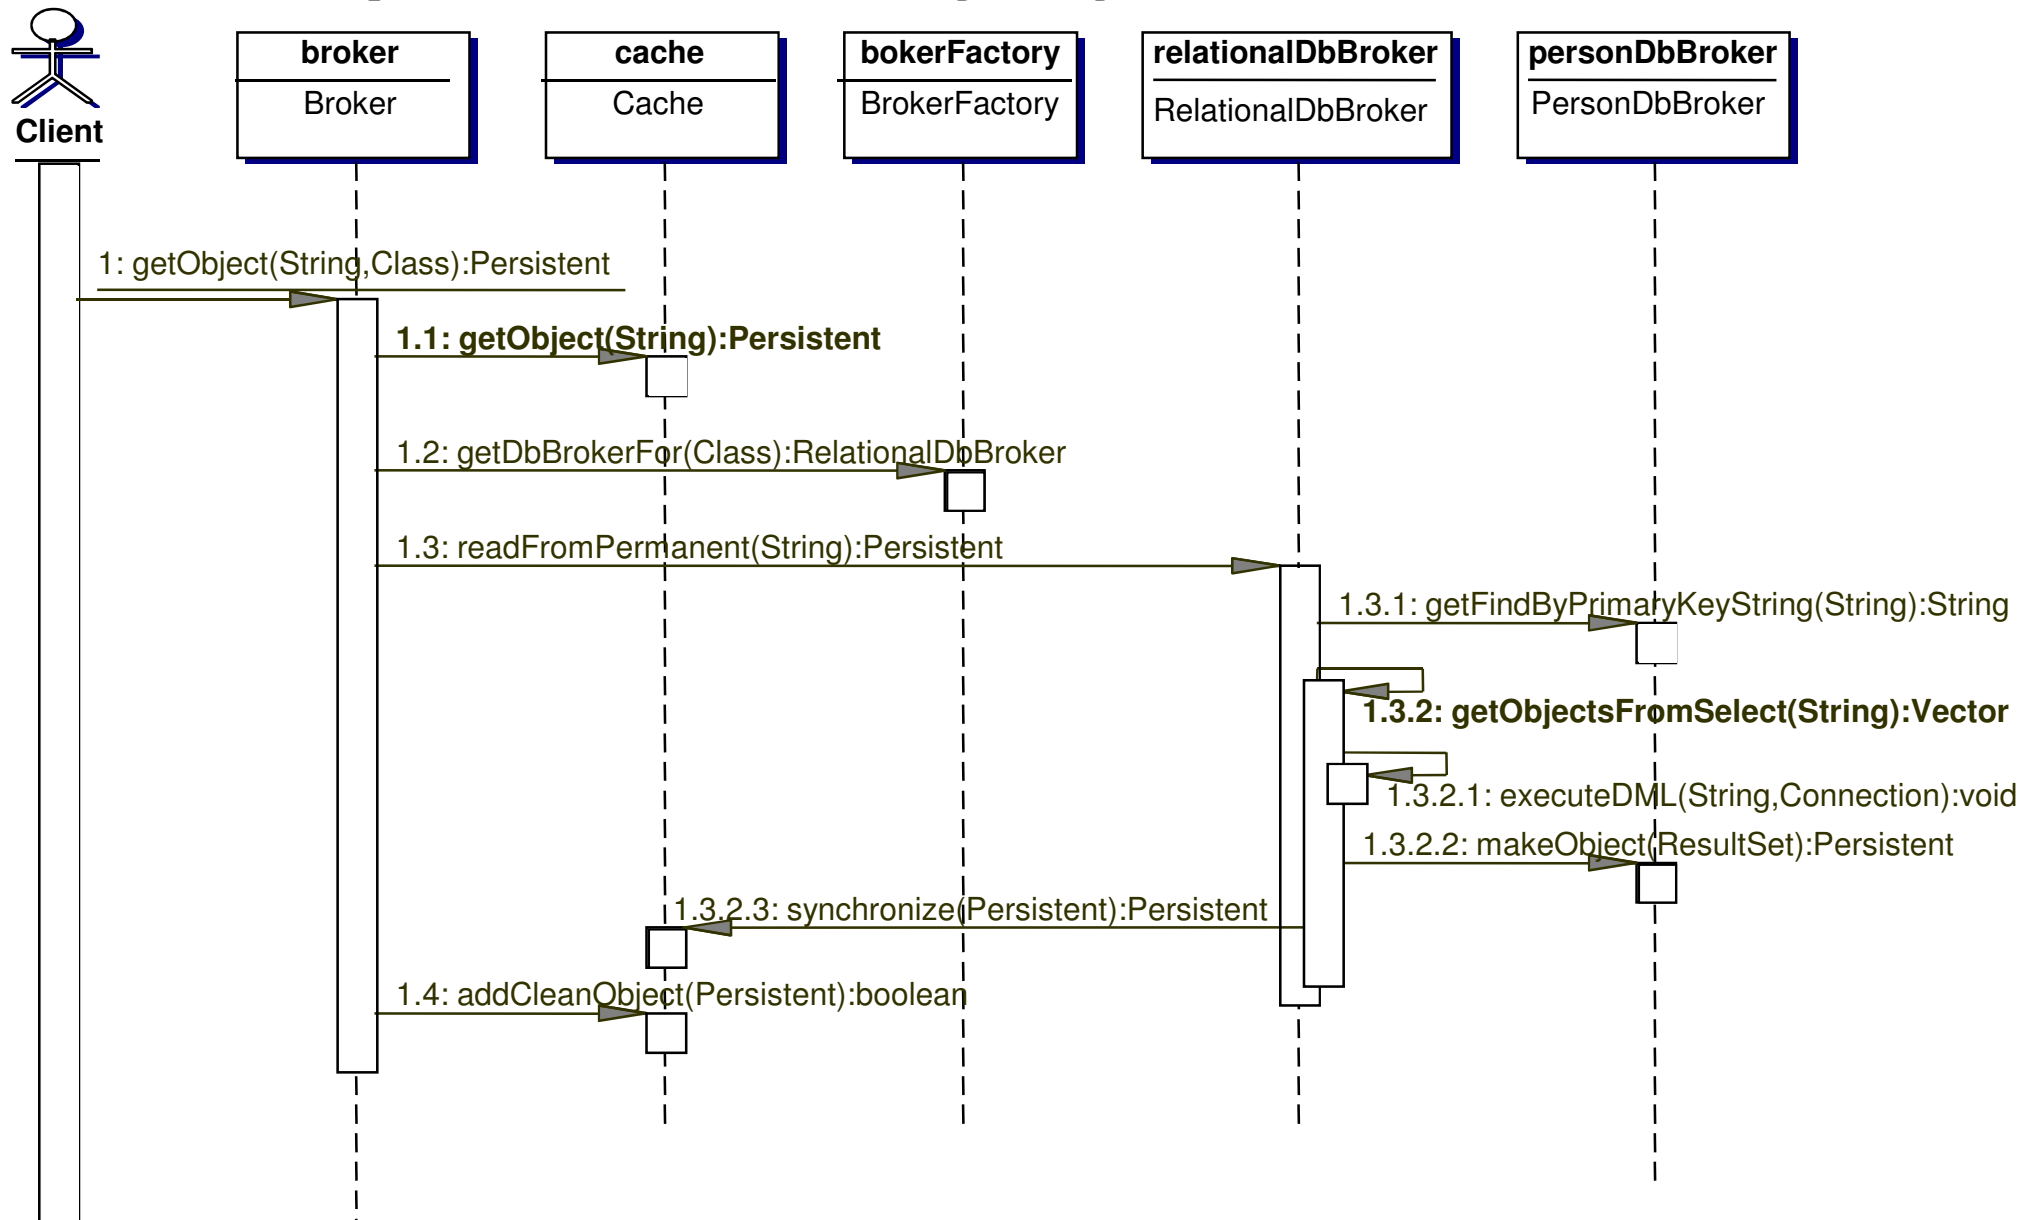 Client
broker
Broker
cache
Cache
bokerFactory
BrokerFactory
relationalDbBroker
RelationalDbBroker
personDbBroker
PersonDbBroker
1: getObject(String,Class):Persistent
1.1: getObject(String):Persistent
1.2: getDbBrokerFor(Class):RelationalDbBroker
1.3: readFromPermanent(String):Persistent
1.3.1: getFindByPrimaryKeyString(String):String
1.3.2: getObjectsFromSelect(String):Vector
1.3.2.1: executeDML(String,Connection):void
1.3.2.2: makeObject(ResultSet):Persistent
1.3.2.3: synchronize(Persistent):Persistent
1.4: addCleanObject(Persistent):boolean